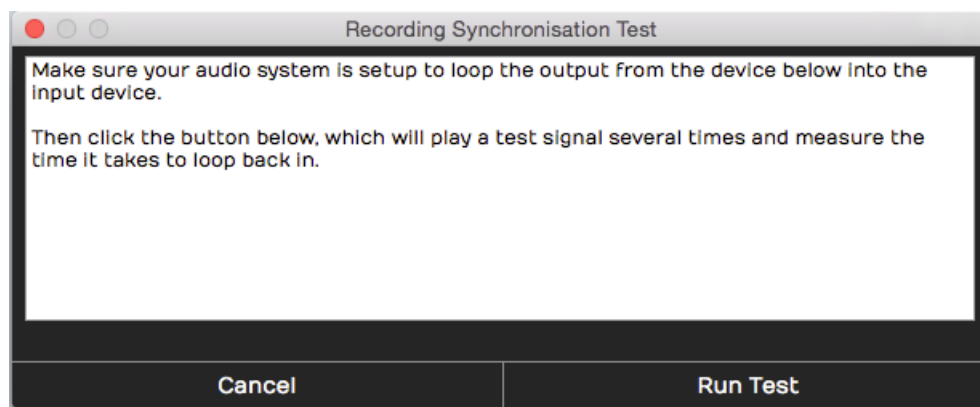 Recording Synchronisation Test
Make sure your audio system is setup to loop the output from the device below into the
input device.
Then click the button below, which will play a test signal several times and measure the
time it takes to loop back in.
Cancel
Run Test